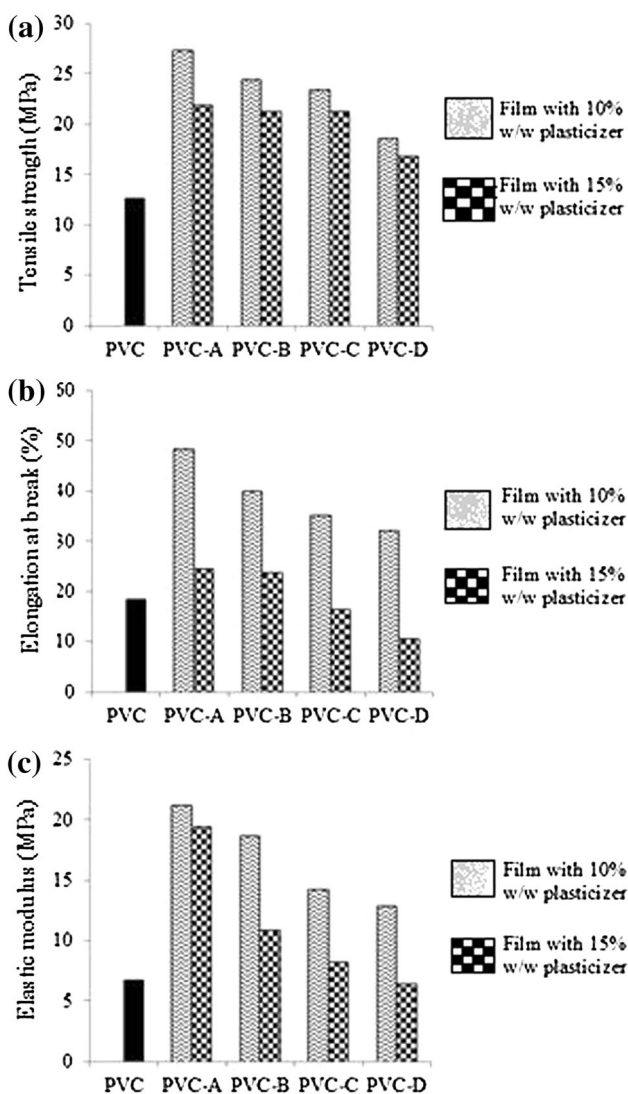 (a)
Tensile strength (MPa)
30
25
20
15
10
5
0
PVC PVC-A PVC-B PVC-C PVC-D
Film with 10%
w/w plasticizer
Film with 15%
w/w plasticizer
(b)
Elongation at break (%)
60
50
40
30
20
10
0
PVC PVC-A PVC-B PVC-C PVC-D
Film with 10%
w/w plasticizer
Film with 15%
w/w plasticizer
(c)
Elastic modulus (MPa)
25
20
15
10
5
0
PVC PVC-A PVC-B PVC-C PVC-D
Film with 10%
w/w plasticizer
Film with 15%
w/w plasticizer